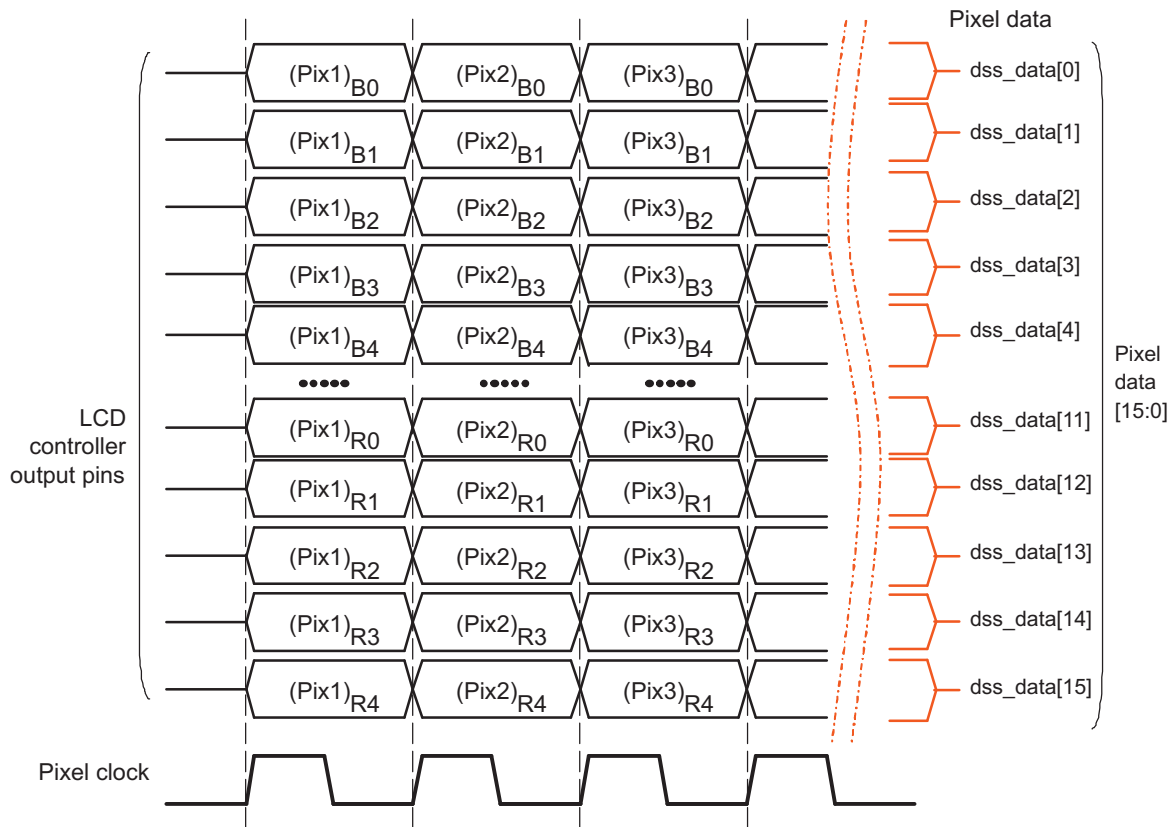 Pixel data
(Pix1)B0 (Pix2)B0 (Pix3)B0 dss_data[0]
(Pix1)B1 (Pix2)B1 (Pix3)B1 dss_data[1]
(Pix1)B2 (Pix2)B2 (Pix3)B2 dss_data[2]
(Pix1)B3 (Pix2)B3 (Pix3)B3 dss_data[3]
(Pix1)B4 (Pix2)B4 (Pix3)B4 dss_data[4]
LCD
controller
output pins
Pixel
data
[15:0]
(Pix1)R0 (Pix2)R0 (Pix3)R0 dss_data[11]
(Pix1)R1 (Pix2)R1 (Pix3)R1 dss_data[12]
(Pix1)R2 (Pix2)R2 (Pix3)R2 dss_data[13]
(Pix1)R3 (Pix2)R3 (Pix3)R3 dss_data[14]
(Pix1)R4 (Pix2)R4 (Pix3)R4 dss_data[15]
Pixel clock